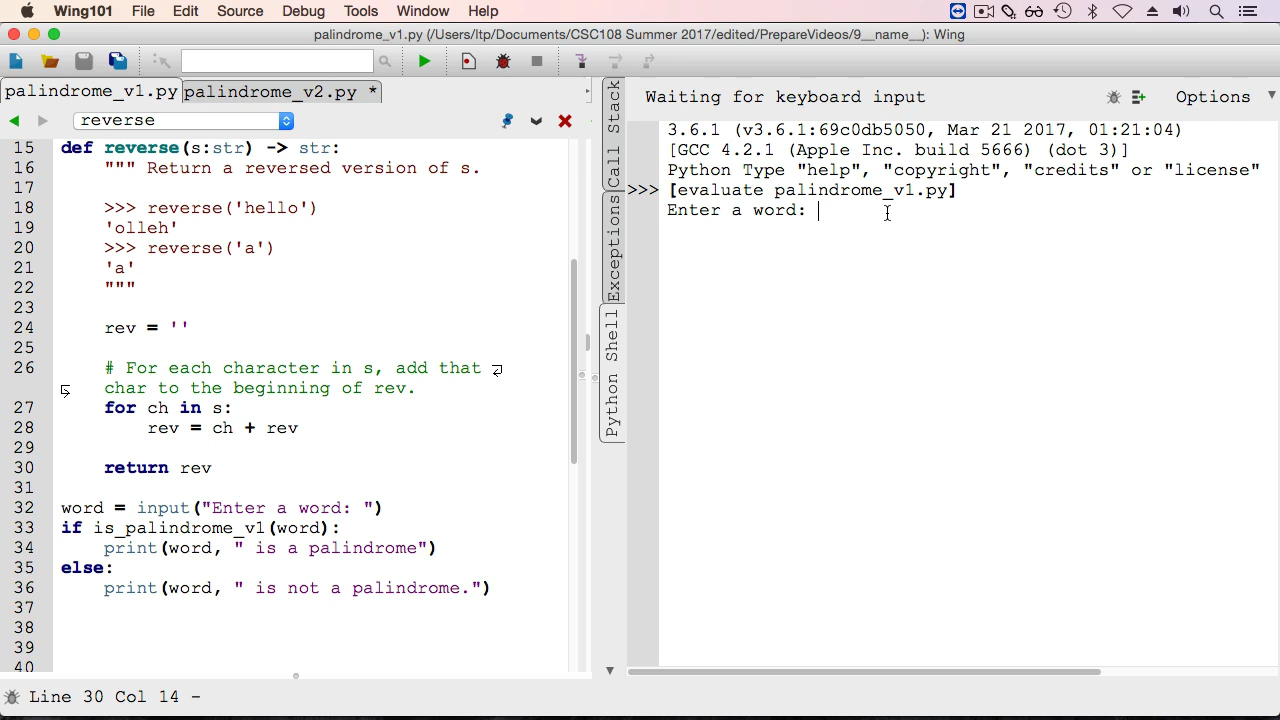 Wing101 File Edit Source Debug Tools Window Help
palindrome_v1.py (/Users/ltp/Documents/CSC108 Summer 2017/edited/PrepareVideos/9__name__): Wing
palindrome_v1.py palindrome_v2.py *
reverse
15 def reverse(s:str) -> str:
16 """ Return a reversed version of s.
17
18 >>> reverse('hello')
19 'olleh'
20 >>> reverse('a')
21 'a'
22 """
23
24 rev = ''
25
26 # For each character in s, add that
char to the beginning of rev.
27 for ch in s:
28 rev = ch + rev
29
30 return rev
31
32 word = input("Enter a word: ")
33 if is_palindrome_v1(word):
34 print(word, " is a palindrome")
35 else:
36 print(word, " is not a palindrome.")
37
38
39
40
Call Stack
Exceptions
Python Shell
Waiting for keyboard input
Options
3.6.1 (v3.6.1:69c0db5050, Mar 21 2017, 01:21:04)
[GCC 4.2.1 (Apple Inc. build 5666) (dot 3)]
Python Type "help", "copyright", "credits" or "license"
>>> [evaluate palindrome_v1.py]
Enter a word:
Line 30 Col 14 -